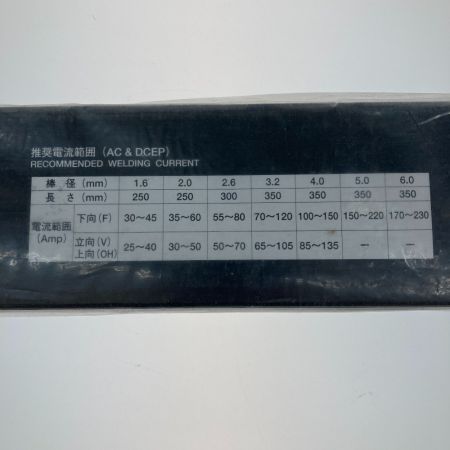 推奨電流範囲 (AC & DCEP)
RECOMMENDED WELDING CURRENT
棒 径 (mm) 1.6 2.0 2.6 3.2 4.0 5.0 6.0
長 さ (mm) 250 250 300 350 350 350 350
電流範囲 (Amp) 下向 (F) 30～45 35～60 55～80 70～120 100～150 150～220 170～230
立向 (V) 上向 (OH) 25～40 30～50 50～70 65～105 85～135 — —